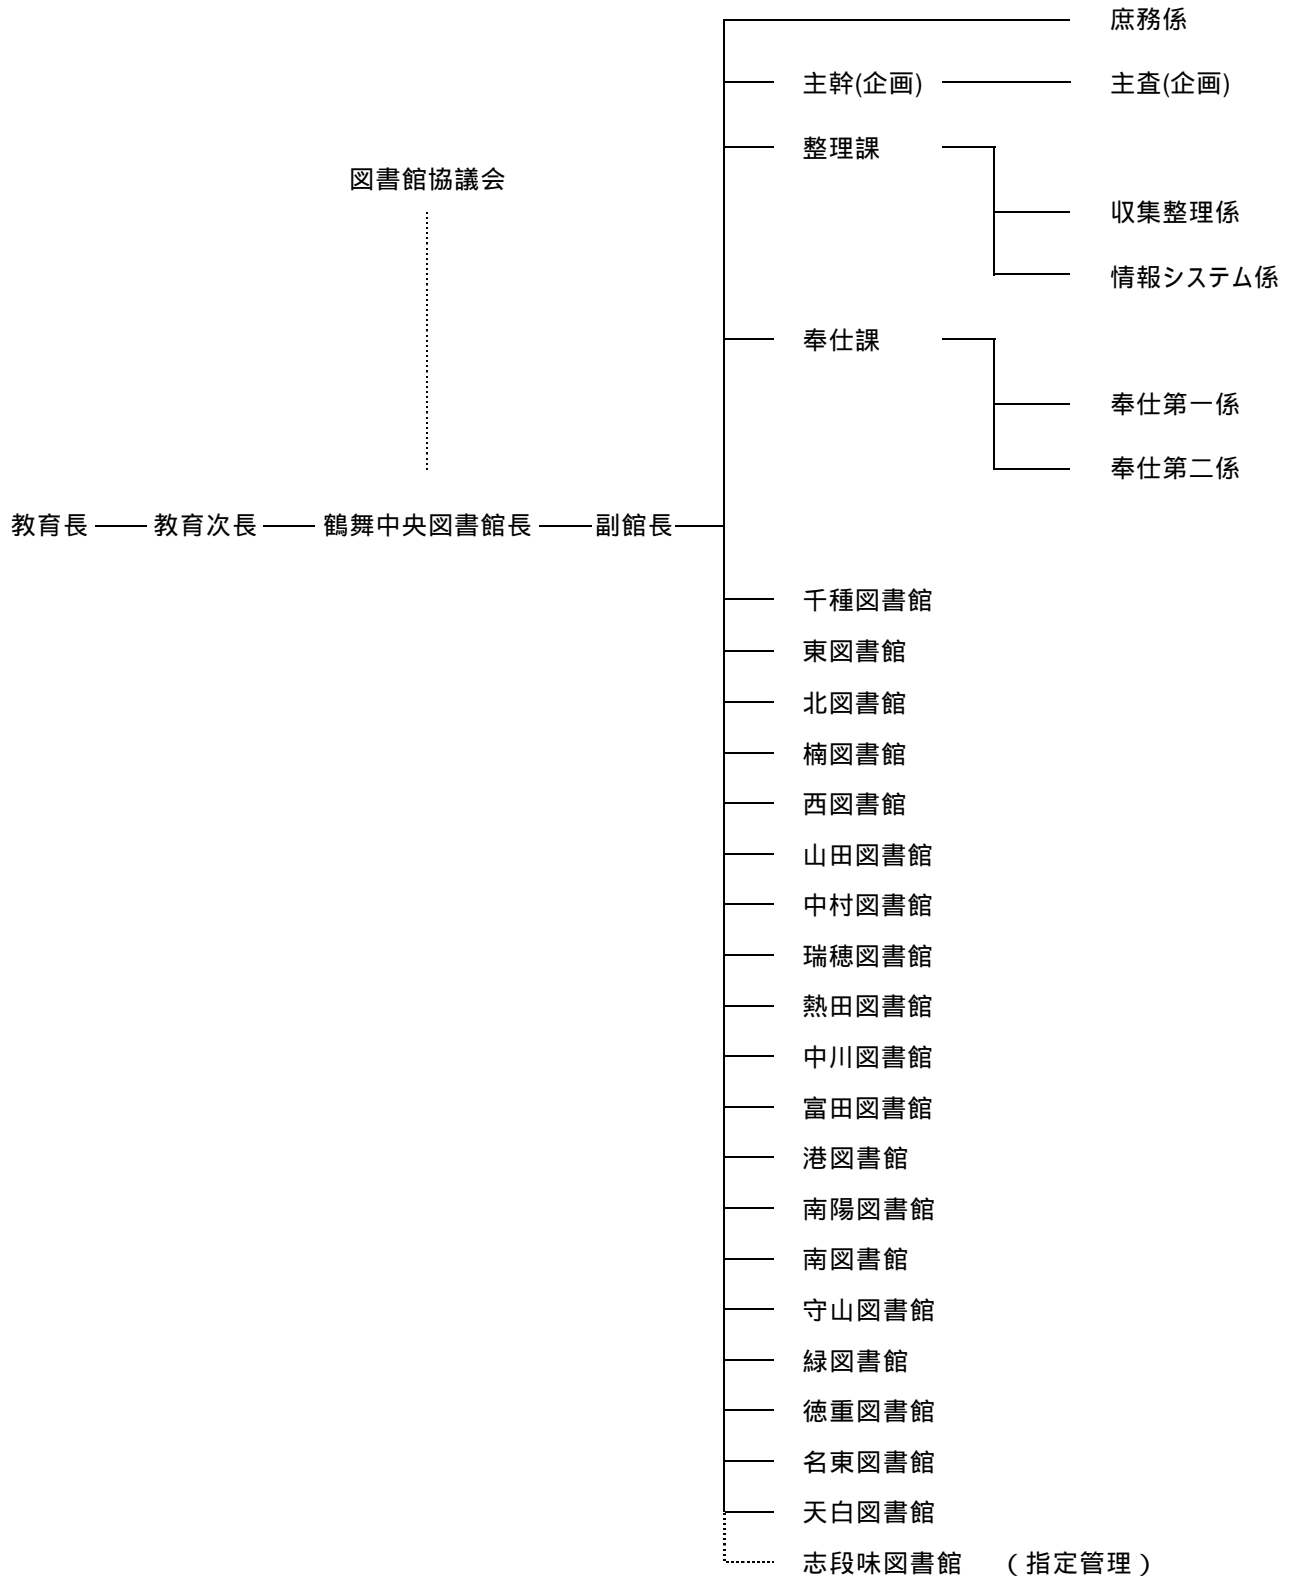 庶務係
主幹(企画) 主査(企画)
整理課
図書館協議会
収集整理係
情報システム係
奉仕課
奉仕第一係
奉仕第二係
教育長 教育次長 鶴舞中央図書館長 副館長
千種図書館
東図書館
北図書館
楠図書館
西図書館
山田図書館
中村図書館
瑞穂図書館
熱田図書館
中川図書館
富田図書館
港図書館
南陽図書館
南図書館
守山図書館
緑図書館
徳重図書館
名東図書館
天白図書館
志段味図書館 (指定管理)